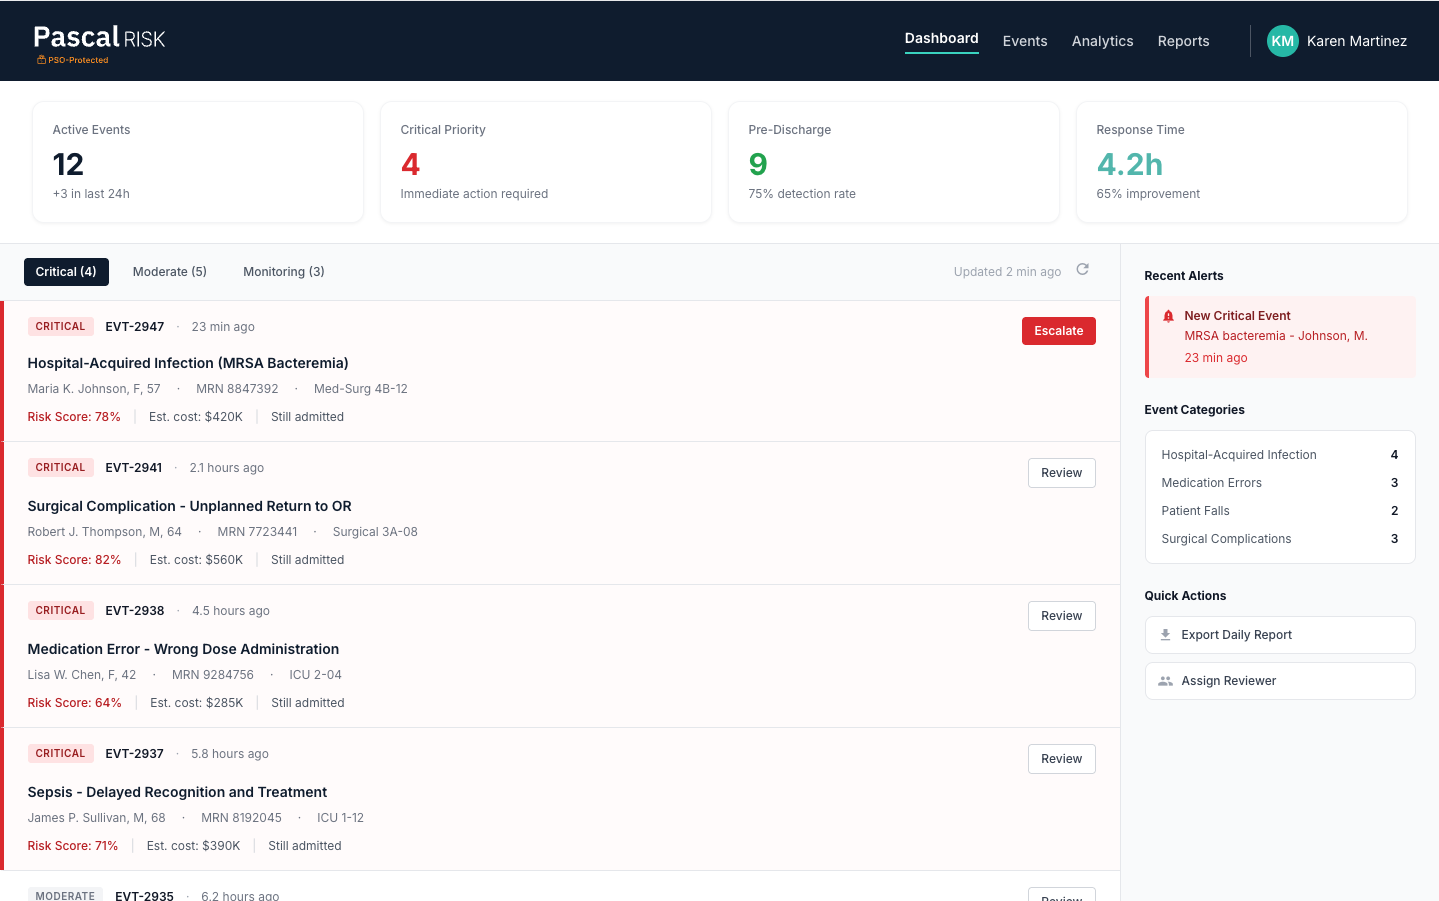 Pascal RISK
PSO-Protected
Dashboard Events Analytics Reports
KM Karen Martinez
Active Events
12
+3 in last 24h
Critical Priority
4
Immediate action required
Pre-Discharge
9
75% detection rate
Response Time
4.2h
65% improvement
Critical (4) Moderate (5) Monitoring (3)
Updated 2 min ago
CRITICAL EVT-2947 · 23 min ago
Escalate
Hospital-Acquired Infection (MRSA Bacteremia)
Maria K. Johnson, F, 57 · MRN 8847392 · Med-Surg 4B-12
Risk Score: 78% Est. cost: $420K Still admitted
CRITICAL EVT-2941 · 2.1 hours ago
Review
Surgical Complication - Unplanned Return to OR
Robert J. Thompson, M, 64 · MRN 7723441 · Surgical 3A-08
Risk Score: 82% Est. cost: $560K Still admitted
CRITICAL EVT-2938 · 4.5 hours ago
Review
Medication Error - Wrong Dose Administration
Lisa W. Chen, F, 42 · MRN 9284756 · ICU 2-04
Risk Score: 64% Est. cost: $285K Still admitted
CRITICAL EVT-2937 · 5.8 hours ago
Review
Sepsis - Delayed Recognition and Treatment
James P. Sullivan, M, 68 · MRN 8192045 · ICU 1-12
Risk Score: 71% Est. cost: $390K Still admitted
MODERATE EVT-2935 · 6.2 hours ago
Review
Recent Alerts
New Critical Event
MRSA bacteremia - Johnson, M.
23 min ago
Event Categories
Hospital-Acquired Infection 4
Medication Errors 3
Patient Falls 2
Surgical Complications 3
Quick Actions
Export Daily Report
Assign Reviewer